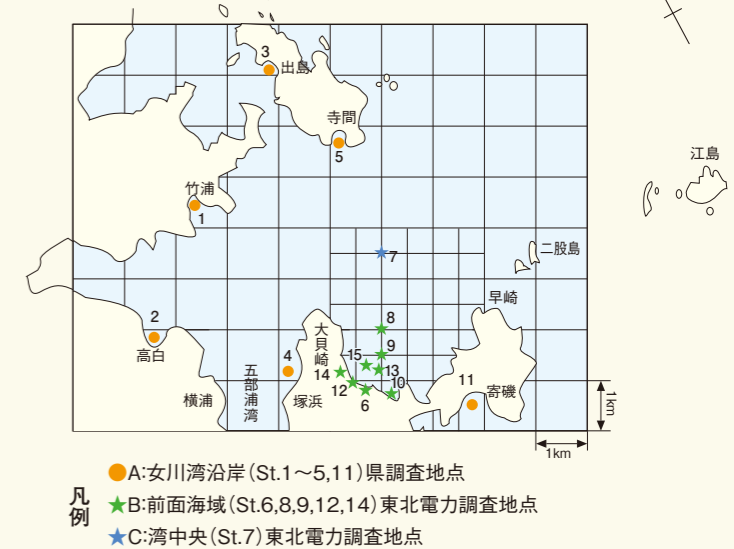 3
出島
寺間
5
江島
竹浦
1
7
二股島
早崎
2
高白
大貝崎
8
9
15
13
14
12
10
6
4
五部浦湾
横浦
塚浜
11
寄磯
1km
1km
凡例
A:女川湾沿岸(St.1~5,11)県調査地点
B:前面海域(St.6,8,9,12,14)東北電力調査地点
C:湾中央(St.7)東北電力調査地点